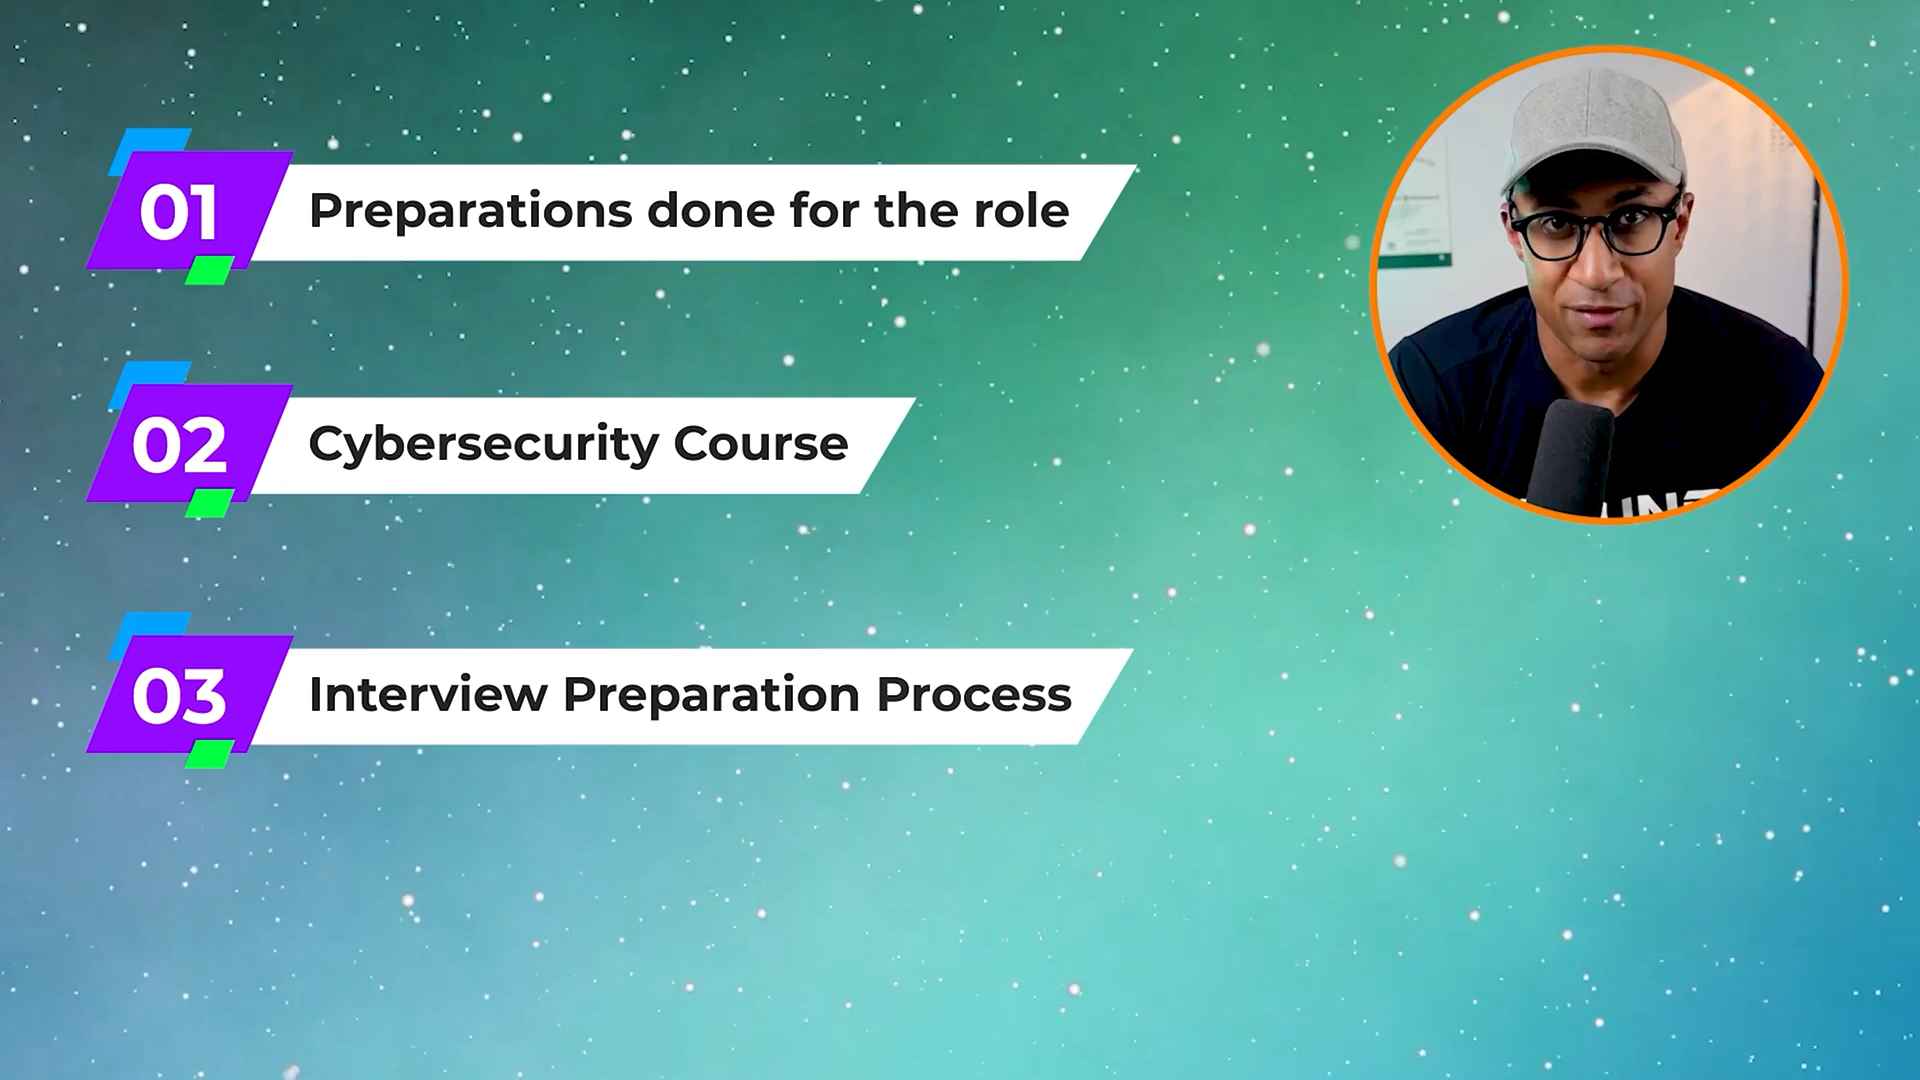 01
Preparations done for the role
02
Cybersecurity Course
03
Interview Preparation Process